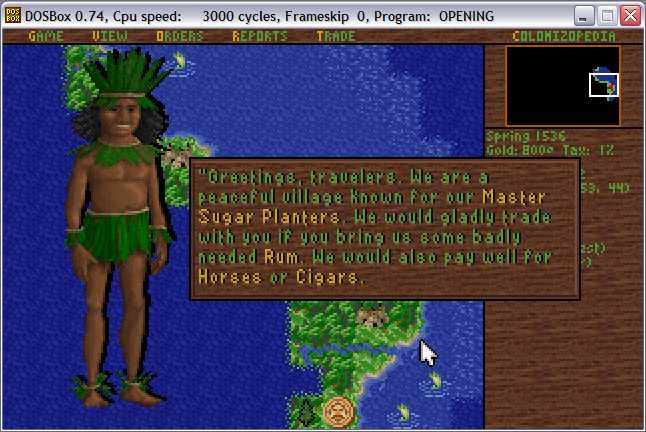 DOSBox 0.74, Cpu speed: 3000 cycles, Frameskip 0, Program: OPENING
GAME VIEW ORDERS REPORTS TRADE COLONIZOPEDIA
Spring 1536
Gold: 800 Tax: 1%
53, 44)
"Greetings, travelers. We are a
peaceful village known for our Master
Sugar Planters. We would gladly trade
with you if you bring us some badly
needed Rum. We would also pay well for
Horses or Cigars.